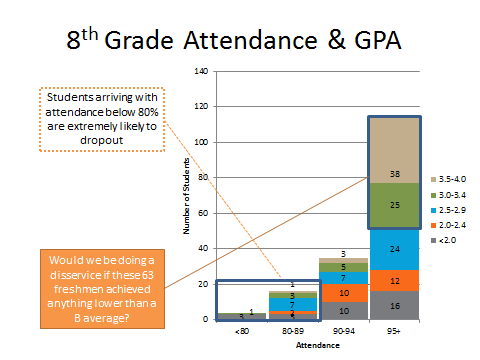 8th Grade Attendance & GPA
Students arriving with
attendance below 80%
are extremely likely to
dropout
Would we be doing a
disservice if these 63
freshmen achieved
anything lower than a
B average?
Number of Students
140
120
100
80
60
40
20
0
3 1
1
3
7
3
5
7
10
10
38
25
24
12
16
<80 80-89 90-94 95+
Attendance
3.5-4.0
3.0-3.4
2.5-2.9
2.0-2.4
<2.0